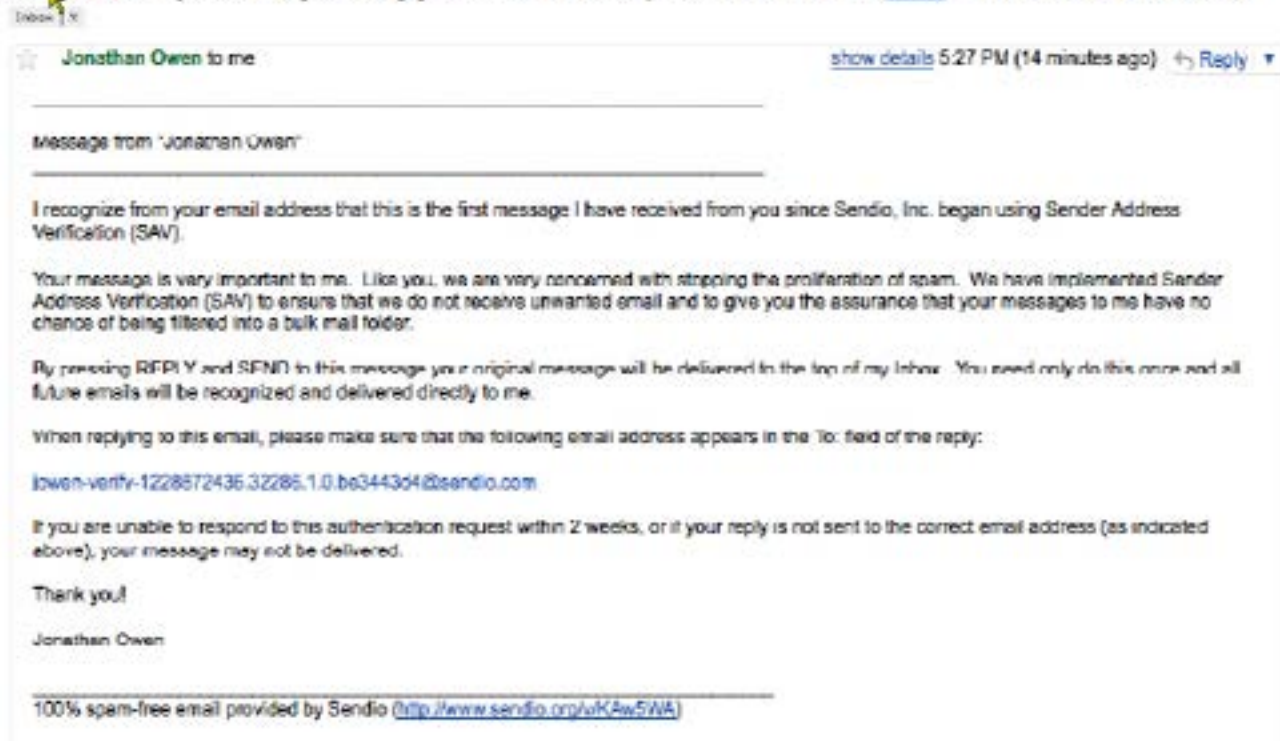 Inbox x
Jonathan Owen to me show details 5:27 PM (14 minutes ago) Reply
Message from "Jonathan Owen"
I recognize from your email address that this is the first message I have received from you since Sendio, Inc. began using Sender Address
Verification (SAV).
Your message is very important to me. Like you, we are very concerned with stopping the proliferation of spam. We have implemented Sender
Address Verification (SAV) to ensure that we do not receive unwanted email and to give you the assurance that your messages to me have no
chance of being filtered into a bulk mail folder.
By pressing REPLY and SEND to this message your original message will be delivered to the top of my Inbox. You need only do this once and all
future emails will be recognized and delivered directly to me.
When replying to this email, please make sure that the following email address appears in the To: field of the reply:
jowen-verify-1228672436.32286.1.0.be3443d4@sendio.com
If you are unable to respond to this authentication request within 2 weeks, or if your reply is not sent to the correct email address (as indicated
above), your message may not be delivered.
Thank you!
Jonathan Owen
100% spam-free email provided by Sendio (http://www.sendio.org/v/KAw5WA)